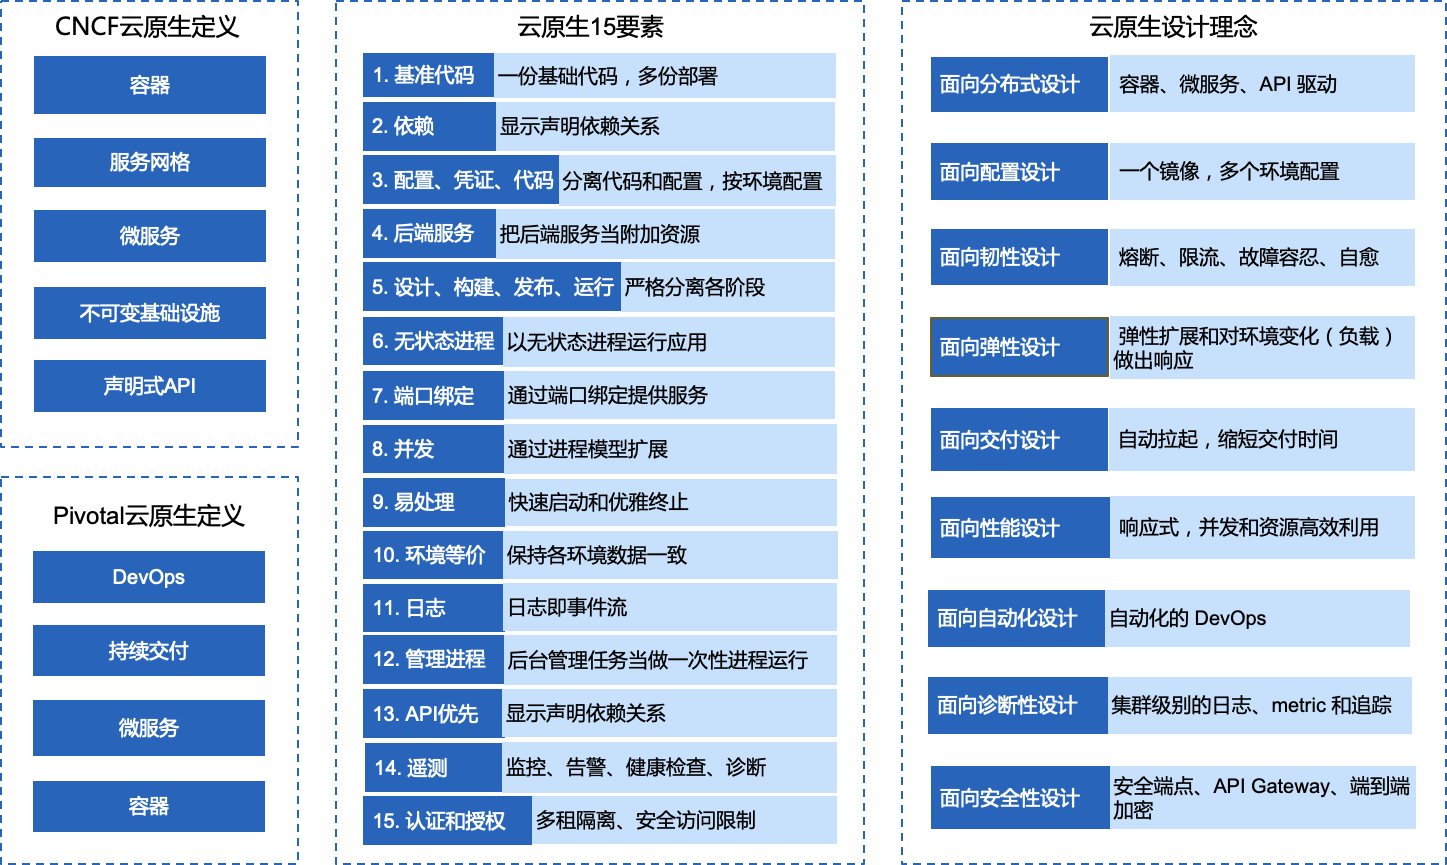 CNCF云原生定义
容器
服务网格
微服务
不可变基础设施
声明式API
Pivotal云原生定义
DevOps
持续交付
微服务
容器
云原生15要素
1. 基准代码 一份基础代码，多份部署
2. 依赖 显示声明依赖关系
3. 配置、凭证、代码 分离代码和配置，按环境配置
4. 后端服务 把后端服务当附加资源
5. 设计、构建、发布、运行 严格分离各阶段
6. 无状态进程 以无状态进程运行应用
7. 端口绑定 通过端口绑定提供服务
8. 并发 通过进程模型扩展
9. 易处理 快速启动和优雅终止
10. 环境等价 保持各环境数据一致
11. 日志 日志即事件流
12. 管理进程 后台管理任务当做一次性进程运行
13. API优先 显示声明依赖关系
14. 遥测 监控、告警、健康检查、诊断
15. 认证和授权 多租隔离、安全访问限制
云原生设计理念
面向分布式设计 容器、微服务、API 驱动
面向配置设计 一个镜像，多个环境配置
面向韧性设计 熔断、限流、故障容忍、自愈
面向弹性设计 弹性扩展和对环境变化（负载）
做出响应
面向交付设计 自动拉起，缩短交付时间
面向性能设计 响应式，并发和资源高效利用
面向自动化设计 自动化的 DevOps
面向诊断性设计 集群级别的日志、metric 和追踪
面向安全性设计 安全端点、API Gateway、端到端
加密